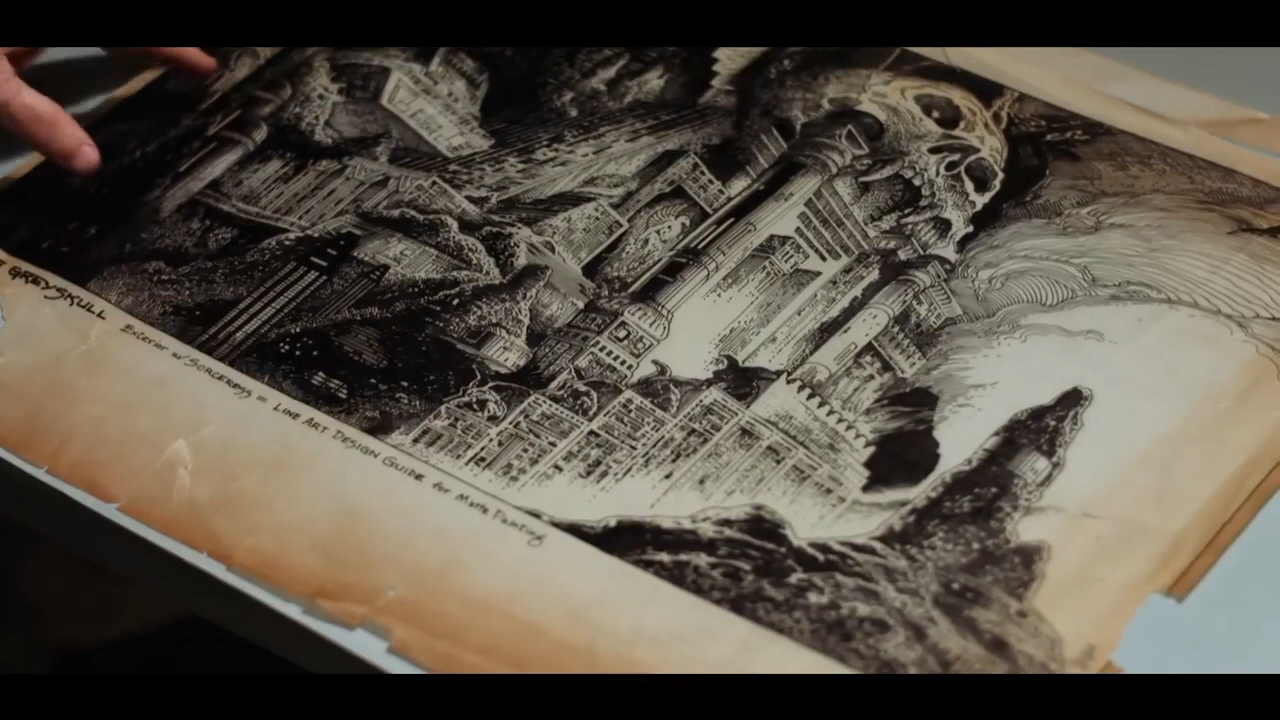 GREYSKULL Exterior w/ Sorceress = Line Art Design Guide for Matte Painting